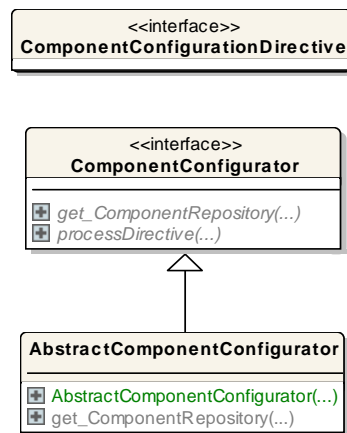 <<interface>>
ComponentConfigurationDirective
<<interface>>
ComponentConfigurator
get_ComponentRepository(...)
processDirective(...)
AbstractComponentConfigurator
AbstractComponentConfigurator(...)
get_ComponentRepository(...)